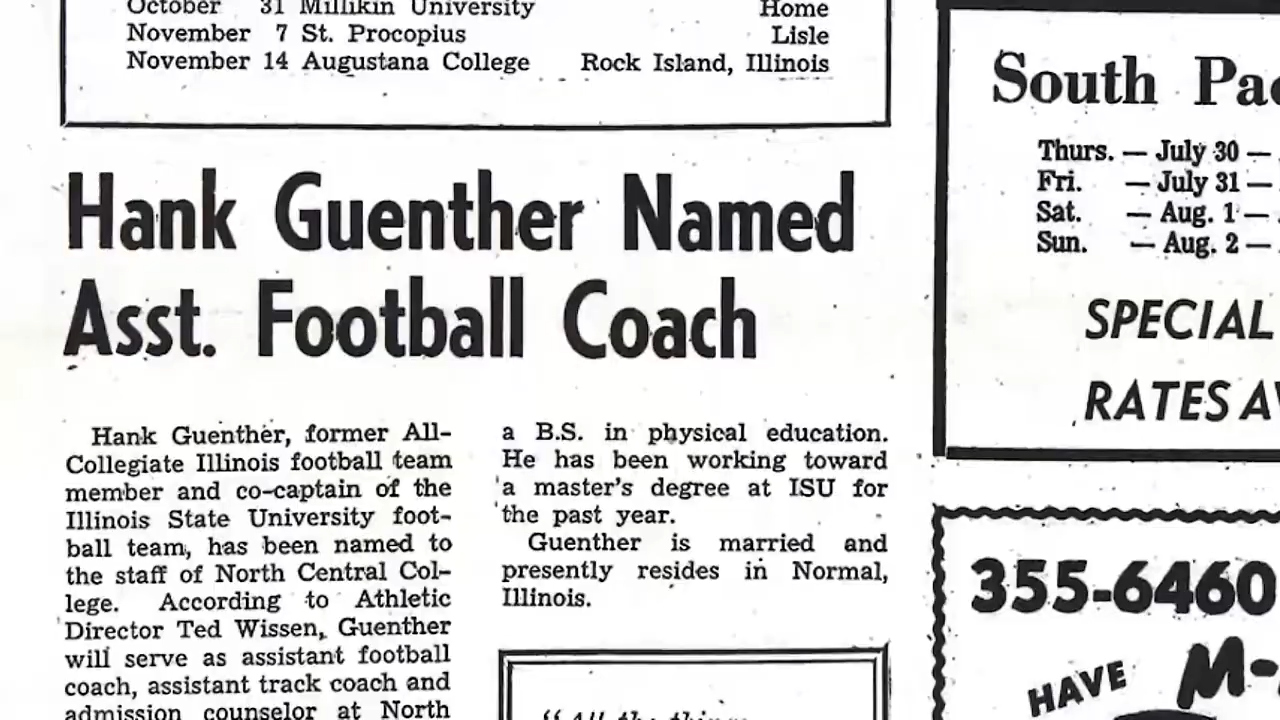 October 31 Millikin University Home
November 7 St. Procopius Lisle
November 14 Augustana College Rock Island, Illinois
Hank Guenther Named
Asst. Football Coach
Hank Guenther, former All-
Collegiate Illinois football team
member and co-captain of the
Illinois State University foot-
ball team, has been named to
the staff of North Central Col-
lege. According to Athletic
Director Ted Wissen, Guenther
will serve as assistant football
coach, assistant track coach and
admission counselor at North
a B.S. in physical education.
He has been working toward
a master's degree at ISU for
the past year.
Guenther is married and
presently resides in Normal,
Illinois.
"All the things
South
Thurs. — July 30 —
Fri. — July 31 —
Sat. — Aug. 1 —
Sun. — Aug. 2 —
SPECIAL
RATES
355-6460
HAVE